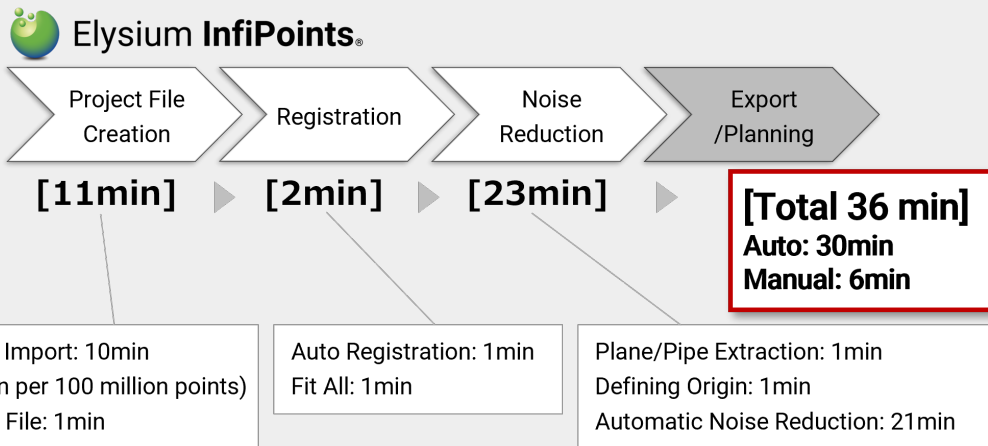 Elysium InfiPoints®
Project File
Creation
Registration
Noise
Reduction
Export
/Planning
[11min]
[2min]
[23min]
[Total 36 min]
Auto: 30min
Manual: 6min
Import: 10min
per 100 million points)
File: 1min
Auto Registration: 1min
Fit All: 1min
Plane/Pipe Extraction: 1min
Defining Origin: 1min
Automatic Noise Reduction: 21min